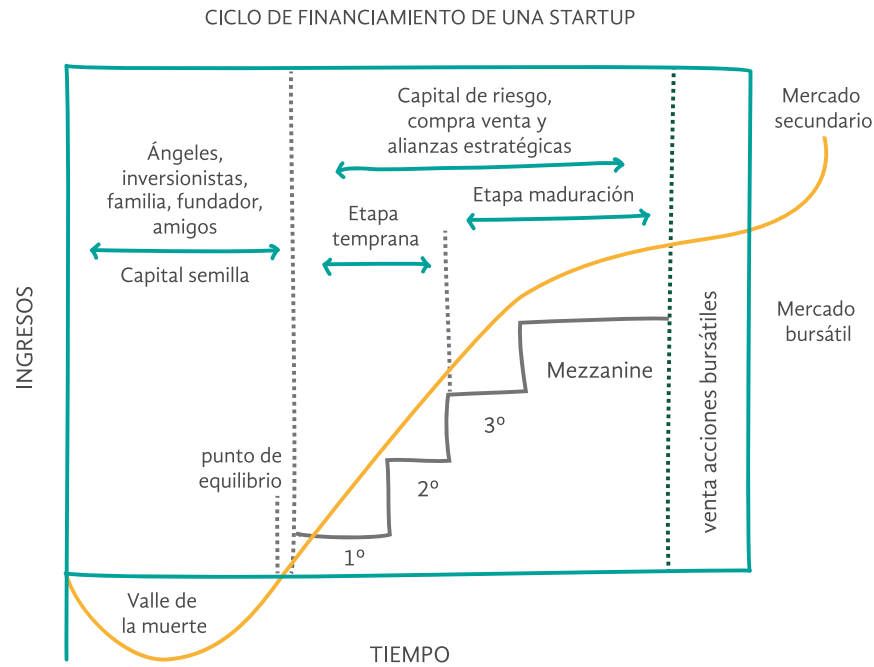 CICLO DE FINANCIAMIENTO DE UNA STARTUP
Capital de riesgo,
compra venta y
alianzas estratégicas
Mercado
secundario
Ángeles,
inversionistas,
familia, fundador,
amigos
Capital semilla
Etapa
temprana
Etapa maduración
INGRESOS
Mercado
bursátil
venta acciones bursátiles
Mezzanine
3º
2º
1º
punto de
equilibrio
Valle de
la muerte
TIEMPO